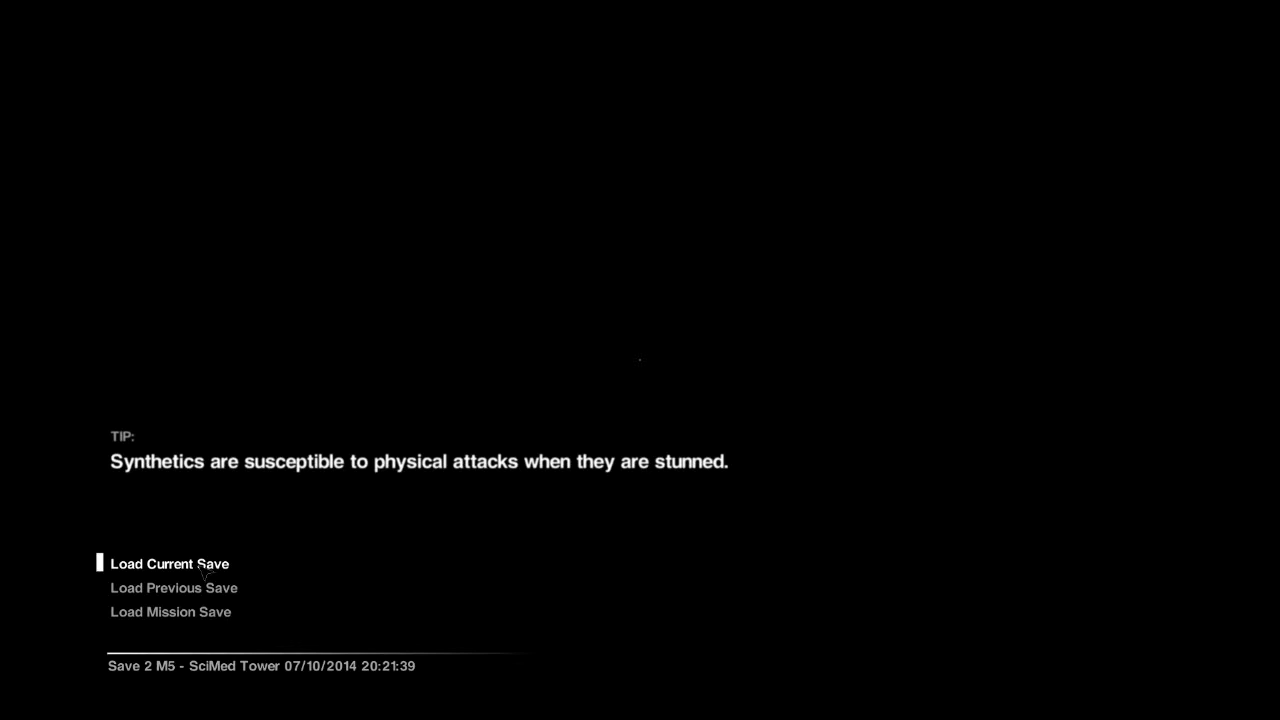 TIP:
Synthetics are susceptible to physical attacks when they are stunned.
Load Current Save
Load Previous Save
Load Mission Save
Save 2 M5 - SciMed Tower 07/10/2014 20:21:39